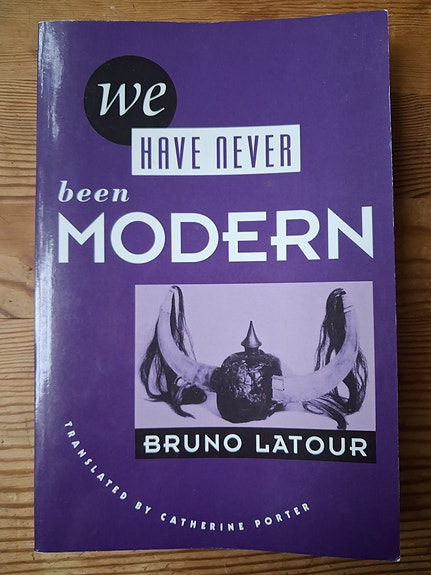 We
HAVE NEVER
been
MODERN
BRUNO LATOUR
TRANSLATED BY CATHERINE PORTER